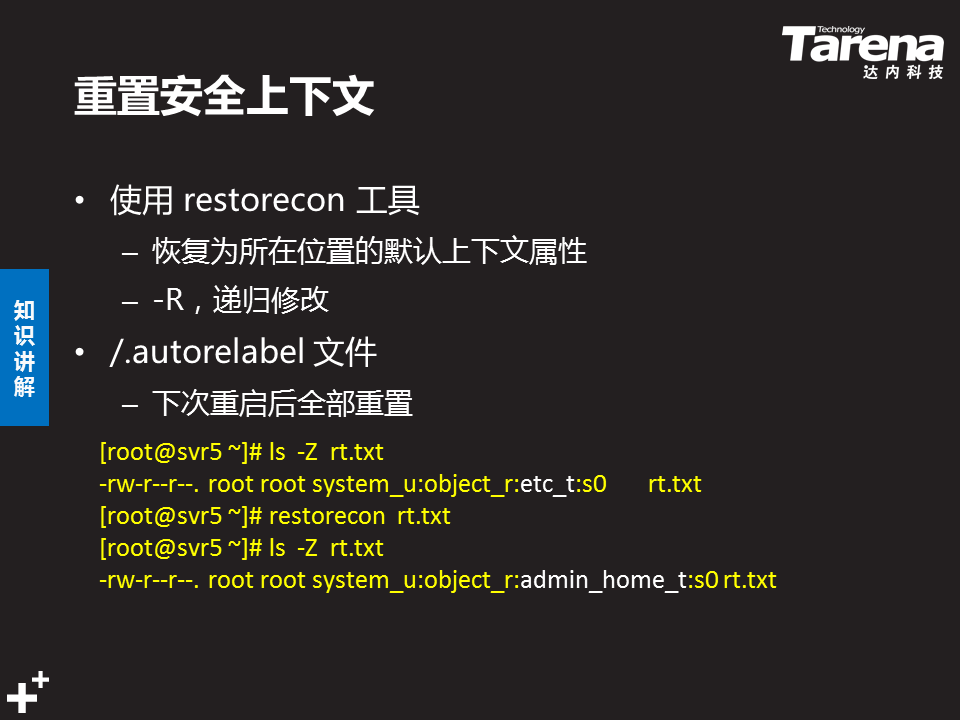 Technology
Tarena
达内科技
重置安全上下文
• 使用 restorecon 工具
– 恢复为所在位置的默认上下文属性
– -R，递归修改
• /.autorelabel 文件
– 下次重启后全部重置
知识讲解
[root@svr5 ~]# ls -Z rt.txt
-rw-r--r--. root root system_u:object_r:etc_t:s0 rt.txt
[root@svr5 ~]# restorecon rt.txt
[root@svr5 ~]# ls -Z rt.txt
-rw-r--r--. root root system_u:object_r:admin_home_t:s0 rt.txt